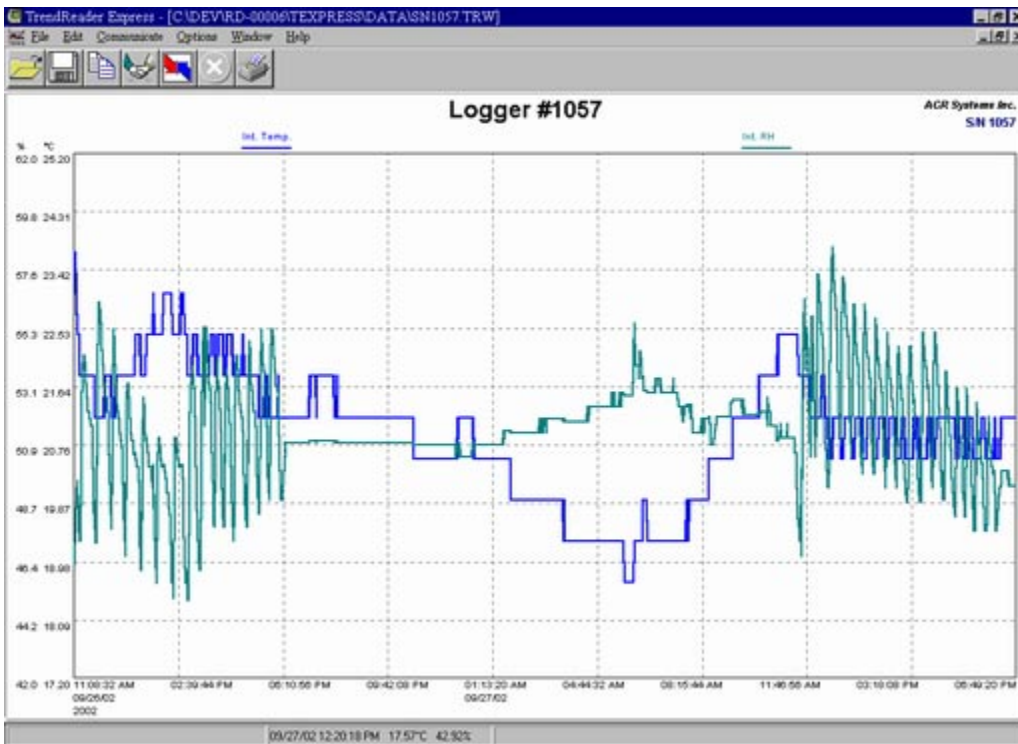 TrendReader Express - [C:\DEV\RD-00006\TEXPRESS\DATA\SN1057.TRW]
File Edit Communicate Options Window Help
Logger #1057
ACR Systems Inc.
S/N 1057
Int. Temp.
Int. RH
% °C
62.0 25.20
59.8 24.31
57.6 23.42
55.3 22.53
53.1 21.64
50.9 20.76
48.7 19.87
46.4 18.98
44.2 18.09
42.0 17.20
11:08:32 AM 02:39:44 PM 06:10:56 PM 09:42:08 PM 01:13:20 AM 04:44:32 AM 08:15:44 AM 11:46:56 AM 03:18:08 PM 06:49:20 PM
09/26/02 09/27/02
2002
09/27/02 12:20:18 PM 17.57°C 42.92%